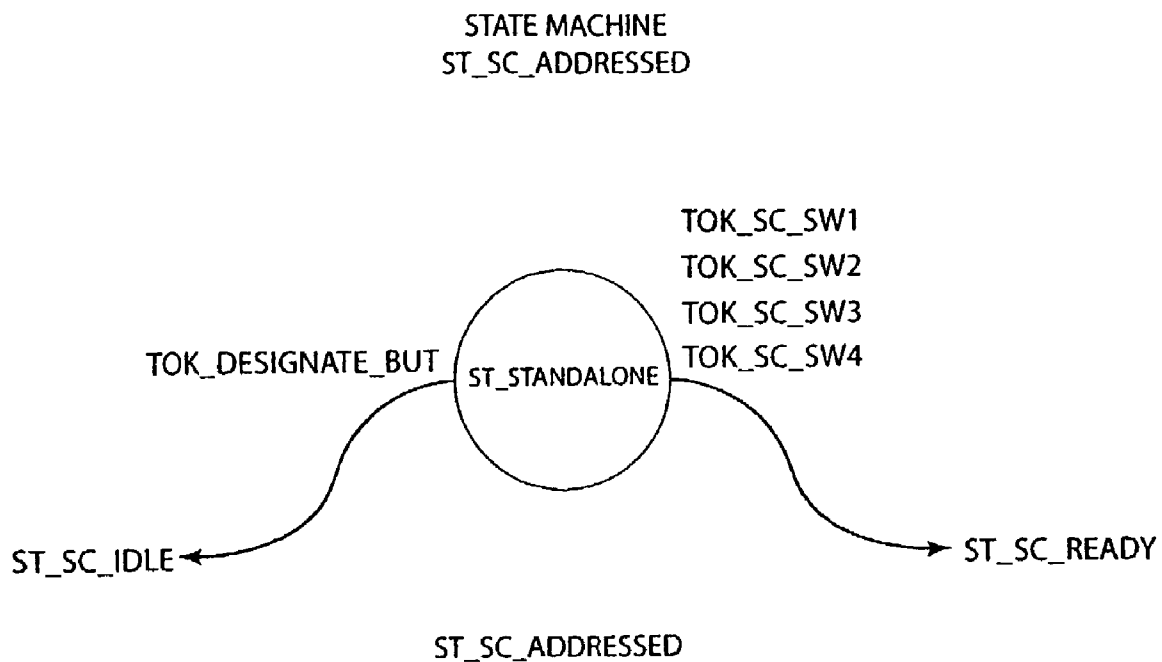 STATE MACHINE
ST_SC_ADDRESSED
TOK_SC_SW1
TOK_SC_SW2
TOK_SC_SW3
TOK_SC_SW4
TOK_DESIGNATE_BUT
ST_STANDALONE
ST_SC_IDLE
ST_SC_READY
ST_SC_ADDRESSED